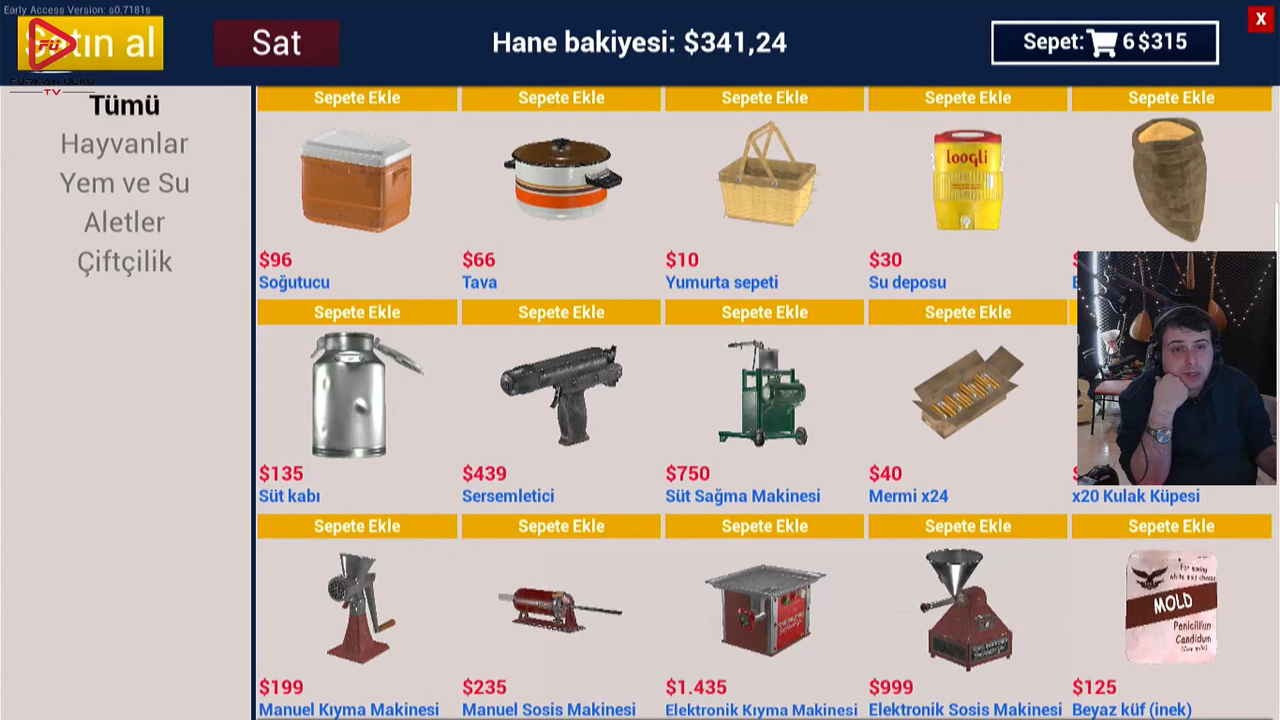 Early Access Version: s0.7181s
Satın al
Sat
Hane bakiyesi: $341,24
Sepet: 6 $315
X
FU
FURKAN ÜLKÜ
TV
Tümü
Hayvanlar
Yem ve Su
Aletler
Çiftçilik
Sepete Ekle
Sepete Ekle
Sepete Ekle
Sepete Ekle
Sepete Ekle
looqli
$96
$66
$10
$30
Soğutucu
Tava
Yumurta sepeti
Su deposu
Sepete Ekle
Sepete Ekle
Sepete Ekle
Sepete Ekle
$135
$439
$750
$40
Süt kabı
Sersemletici
Süt Sağma Makinesi
Mermi x24
x20 Kulak Küpesi
Sepete Ekle
Sepete Ekle
Sepete Ekle
Sepete Ekle
Sepete Ekle
MOLD
Penicillium
Candidum
$199
$235
$1.435
$999
$125
Manuel Kıyma Makinesi
Manuel Sosis Makinesi
Elektronik Kıyma Makinesi
Elektronik Sosis Makinesi
Beyaz küf (inek)